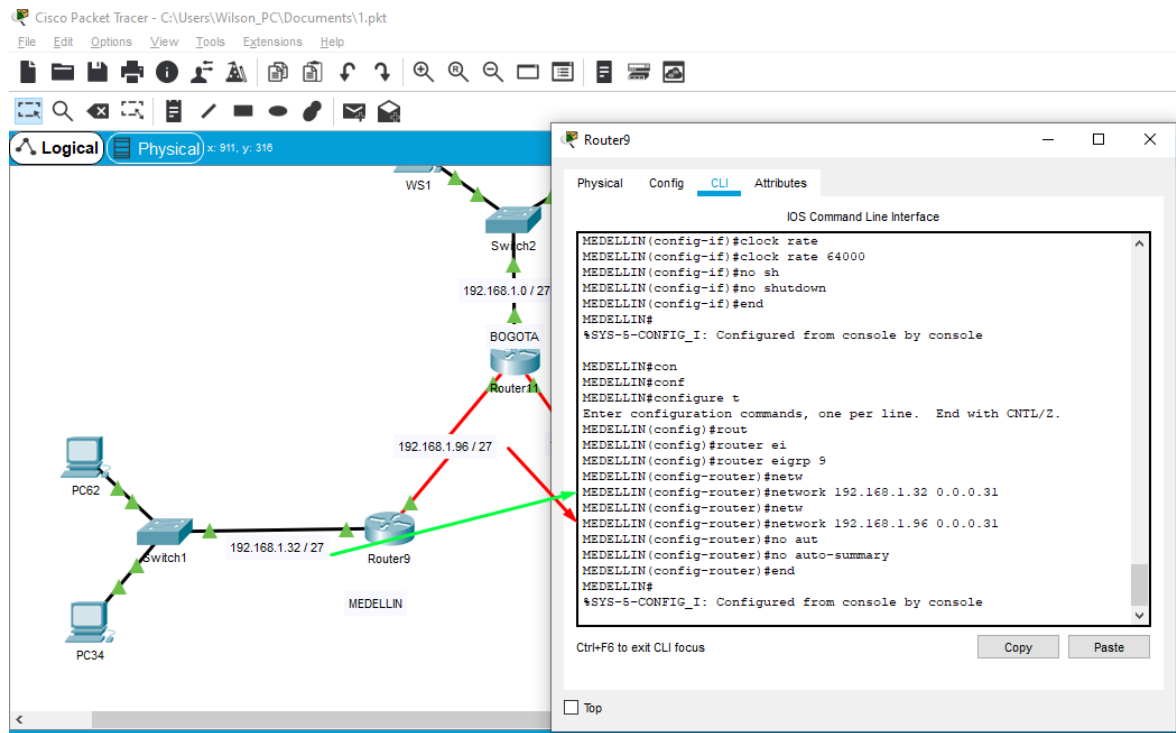 Cisco Packet Tracer - C:\Users\Wilson_PC\Documents\1.pkt
File Edit Options View Tools Extensions Help
Logical Physical x: 911, y: 316
WS1
Switch2
192.168.1.0 / 27
BOGOTA
Router11
192.168.1.96 / 27
PC62
Switch1
192.168.1.32 / 27
Router9
MEDELLIN
PC34
Router9
Physical Config CLI Attributes
IOS Command Line Interface
MEDELLIN(config-if)#clock rate
MEDELLIN(config-if)#clock rate 64000
MEDELLIN(config-if)#no sh
MEDELLIN(config-if)#no shutdown
MEDELLIN(config-if)#end
MEDELLIN#
%SYS-5-CONFIG_I: Configured from console by console
MEDELLIN#con
MEDELLIN#conf
MEDELLIN#configure t
Enter configuration commands, one per line. End with CNTL/Z.
MEDELLIN(config)#rout
MEDELLIN(config)#router ei
MEDELLIN(config)#router eigrp 9
MEDELLIN(config-router)#netw
MEDELLIN(config-router)#network 192.168.1.32 0.0.0.31
MEDELLIN(config-router)#netw
MEDELLIN(config-router)#network 192.168.1.96 0.0.0.31
MEDELLIN(config-router)#no aut
MEDELLIN(config-router)#no auto-summary
MEDELLIN(config-router)#end
MEDELLIN#
%SYS-5-CONFIG_I: Configured from console by console
Ctrl+F6 to exit CLI focus
Copy Paste
Top